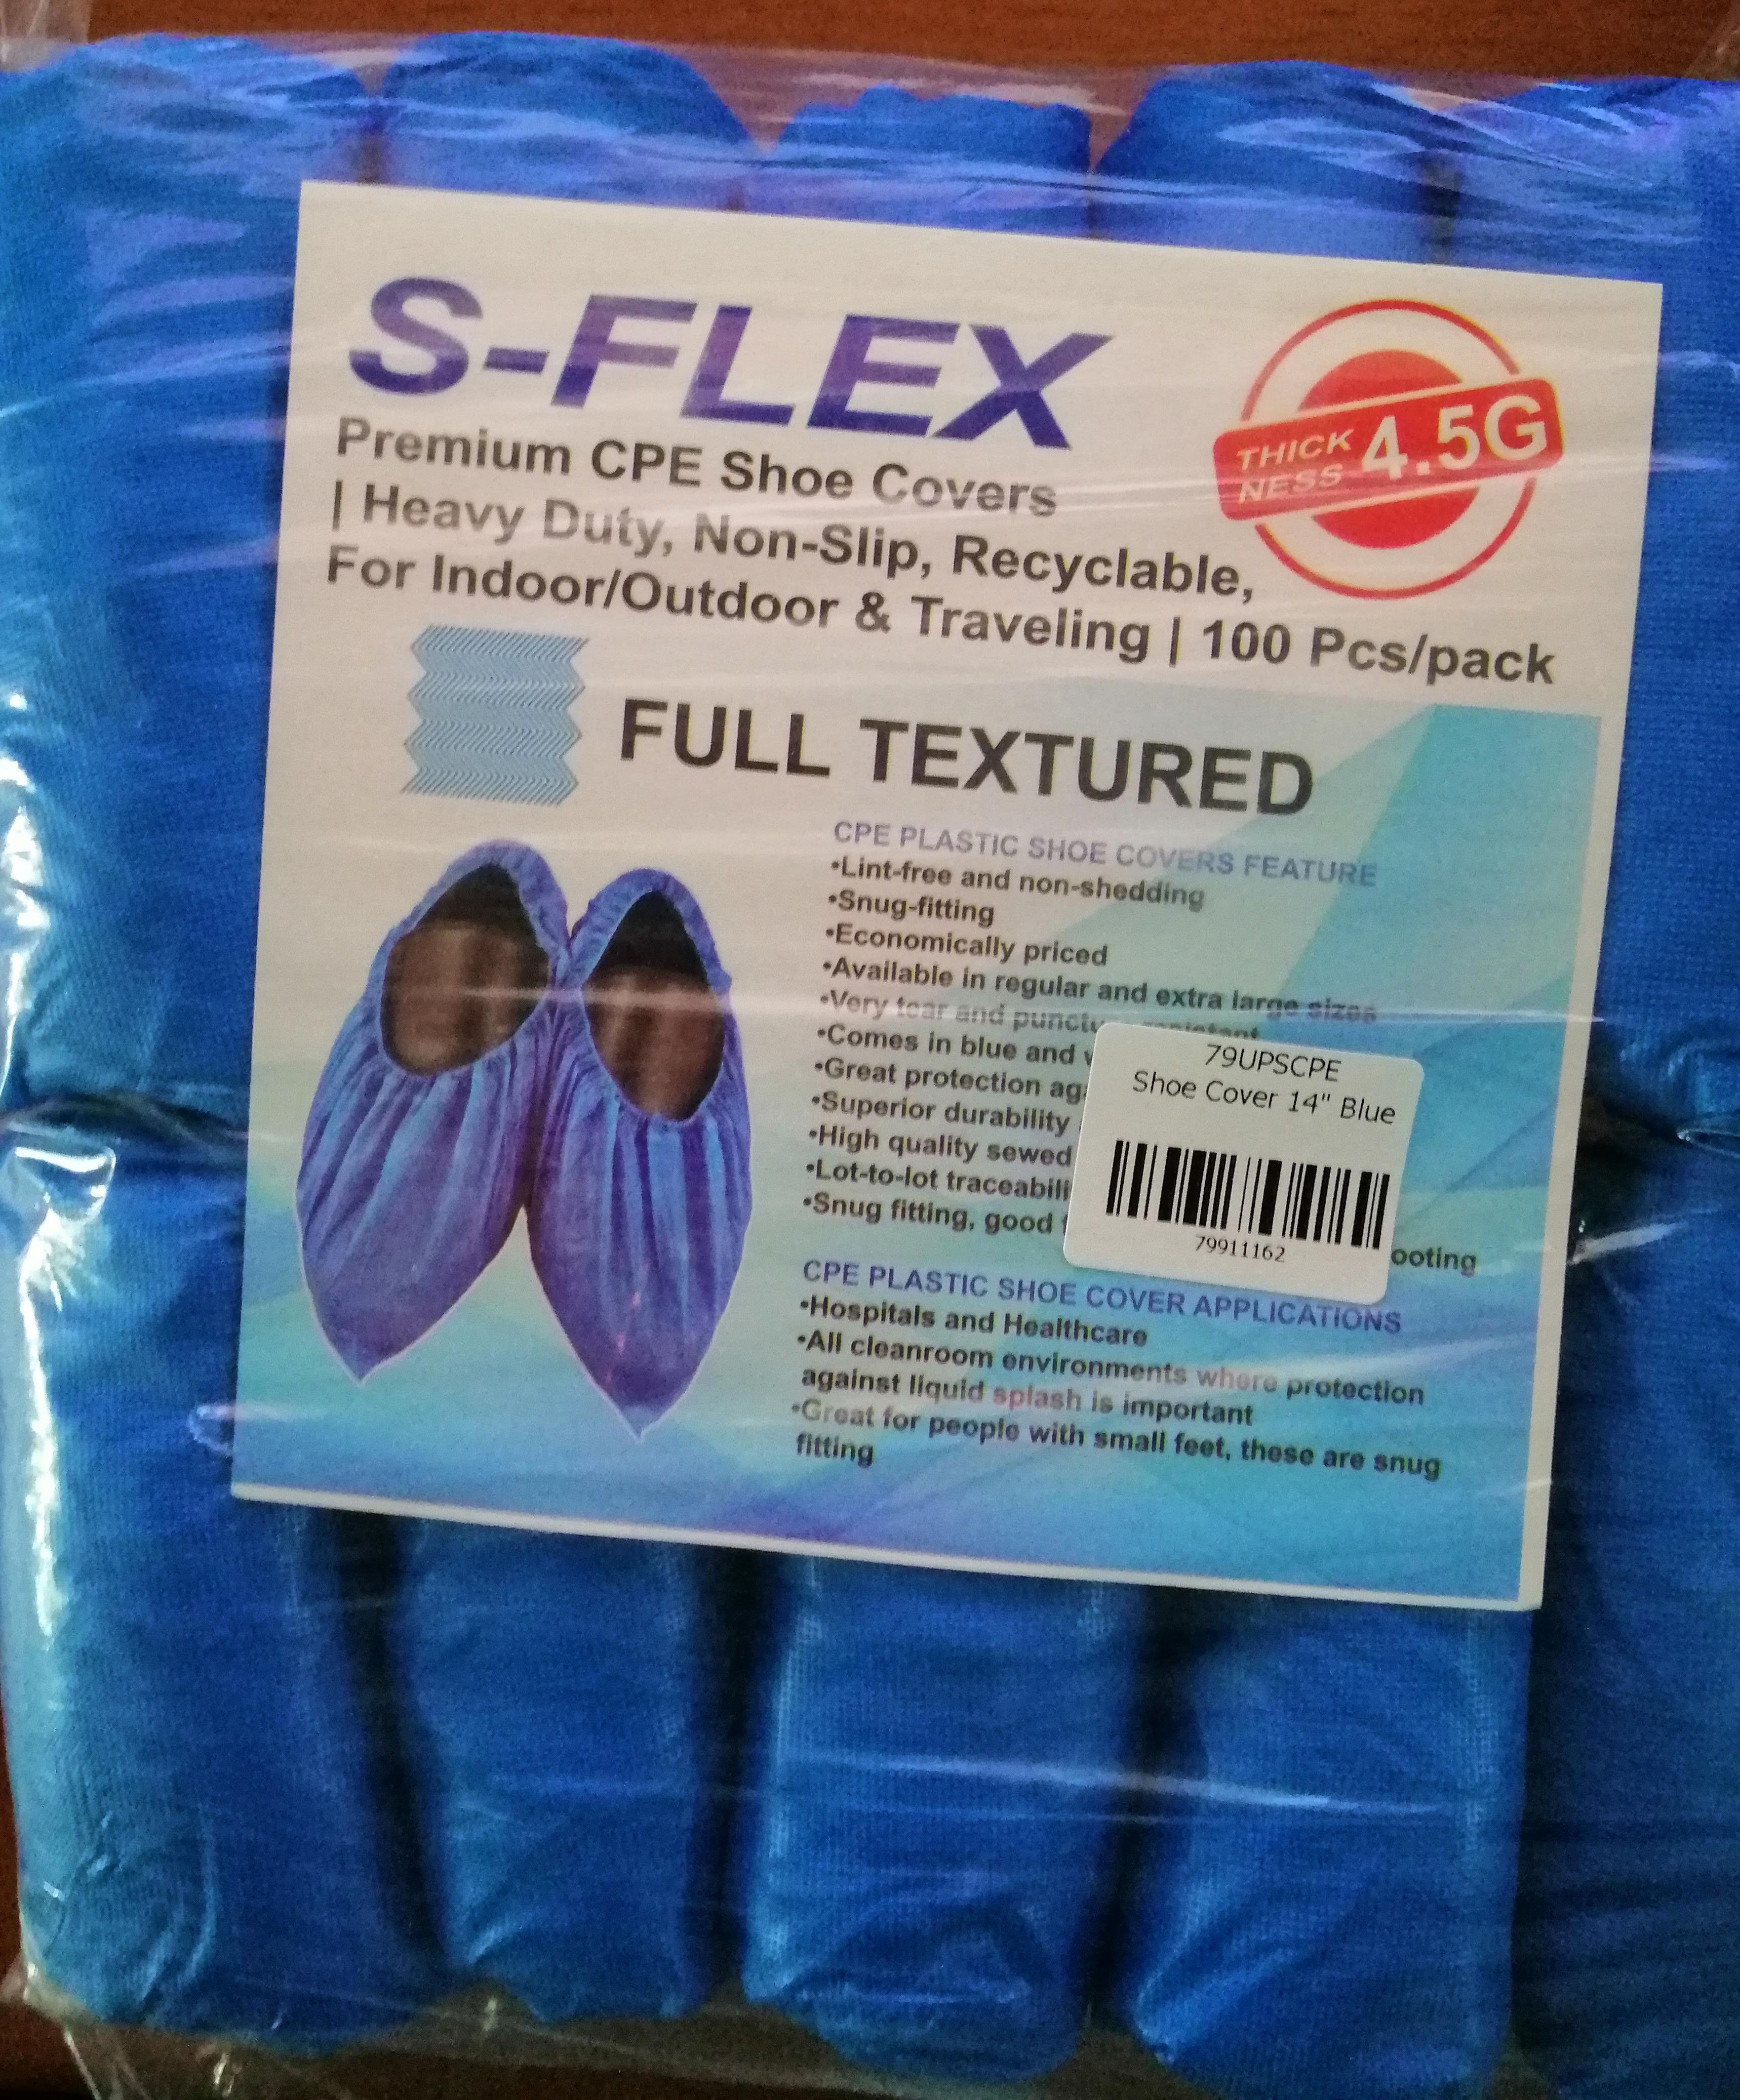 S-FLEX
THICK
NESS
4.5G
Premium CPE Shoe Covers
| Heavy Duty, Non-Slip, Recyclable,
For Indoor/Outdoor & Traveling | 100 Pcs/pack
FULL TEXTURED
CPE PLASTIC SHOE COVERS FEATURE
•Lint-free and non-shedding
•Snug-fitting
•Economically priced
•Available in regular and extra large sizes
•Very tear and puncture resistant
•Comes in blue and
•Great protection
•Superior durability
•High quality sewed
•Lot-to-lot
•Snug fitting, good
79UPSCPE
Shoe Cover 14" Blue
79911162
CPE PLASTIC SHOE COVER APPLICATIONS
•Hospitals and Healthcare
•All cleanroom environments where protection
against liquid splash is important
•Great for people with small feet, these are snug
fitting